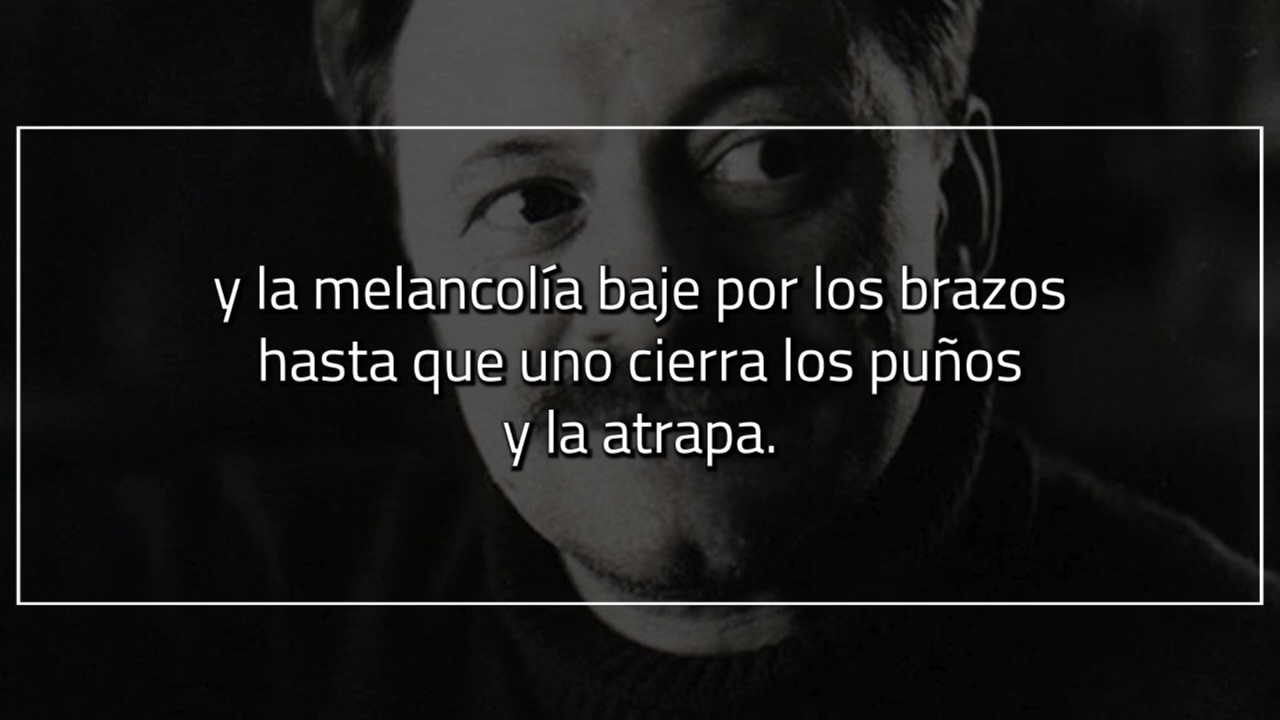 y la melancolía baje por los brazos
hasta que uno cierra los puños
y la atrapa.